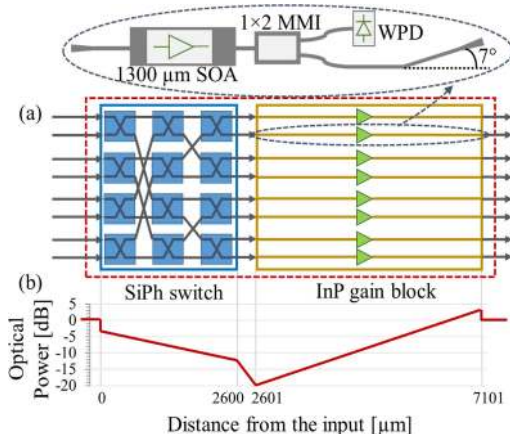 1×2 MMI
WPD
1300 µm SOA
7°
(a)
SiPh switch
InP gain block
(b)
Optical
Power [dB]
5
0
-5
-10
-15
-20
0
2600
2601
7101
Distance from the input [µm]